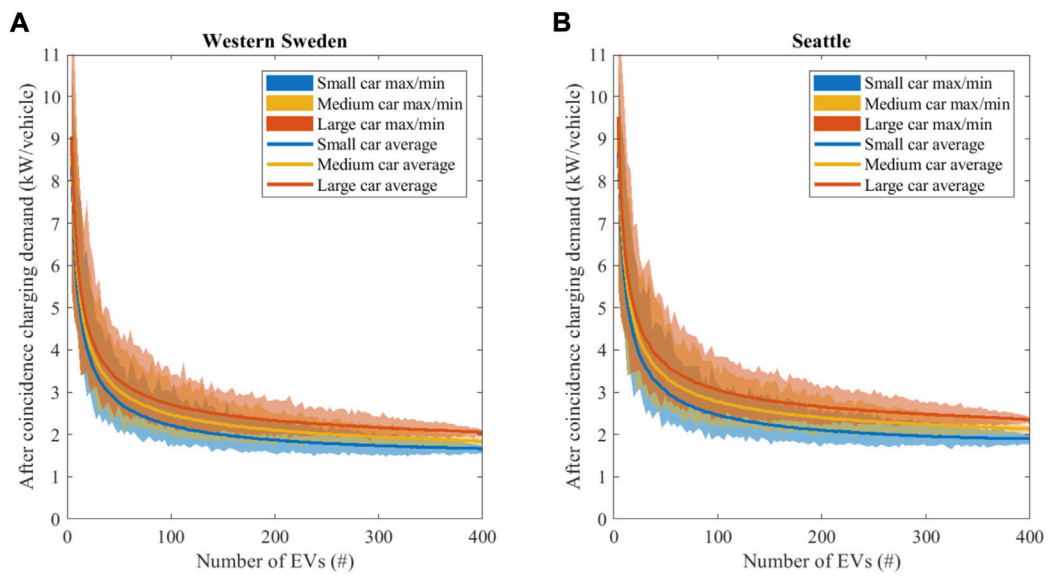 A
Western Sweden
11
10
9
8
7
6
5
4
3
2
1
0
After coincidence charging demand (kW/vehicle)
Small car max/min
Medium car max/min
Large car max/min
Small car average
Medium car average
Large car average
0
100
200
300
400
Number of EVs (#)
B
Seattle
11
10
9
8
7
6
5
4
3
2
1
0
After coincidence charging demand (kW/vehicle)
Small car max/min
Medium car max/min
Large car max/min
Small car average
Medium car average
Large car average
0
100
200
300
400
Number of EVs (#)